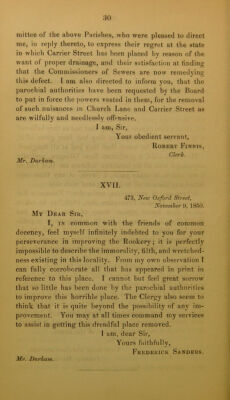 30
mittee of the above Parishes, who were pleased to direct
me, in reply thereto, to express their regret at the state
in which Carrier Street has been placed by reason of the
want of proper drainage, and their satisfaction at finding
that the Commissioners of Sewers are now remedying
this defect. I am also directed to inform you, that the
parochial authorities have been requested by the Board
to put in force the powers vested in them, for the removal
of such nuisances in Church Lane and Carrier Street as
are wilfully and needlessly offensive.
I am, Sir,
Your obedient servant,
Robert Finnis,
Clerk.
Mr. Durham.
XVII.
473, New Oxford Street,
November 9, 1850.
My Dear Sir,
I, in common with the friends of common
decency, feel myself infinitely indebted to you for your
perseverance in improving the Rookery; it is perfectly
impossible to describe the immorality, filth, and wretched-
ness existing in this locality. From my own observation I
can fully corroborate all that has appeared in print in
reference to this place. I cannot but feel great sorrow
that so little has been done by the parochial authorities
to improve this horrible place. The Clergy also seem to
think that it is quite beyond the possibility of any im-
provement. You may at all times command my services
to assist in getting this dreadful place removed.
I am, dear Sir,
Yours faithfully,
Frederick Sanders.
Mr. Durham.